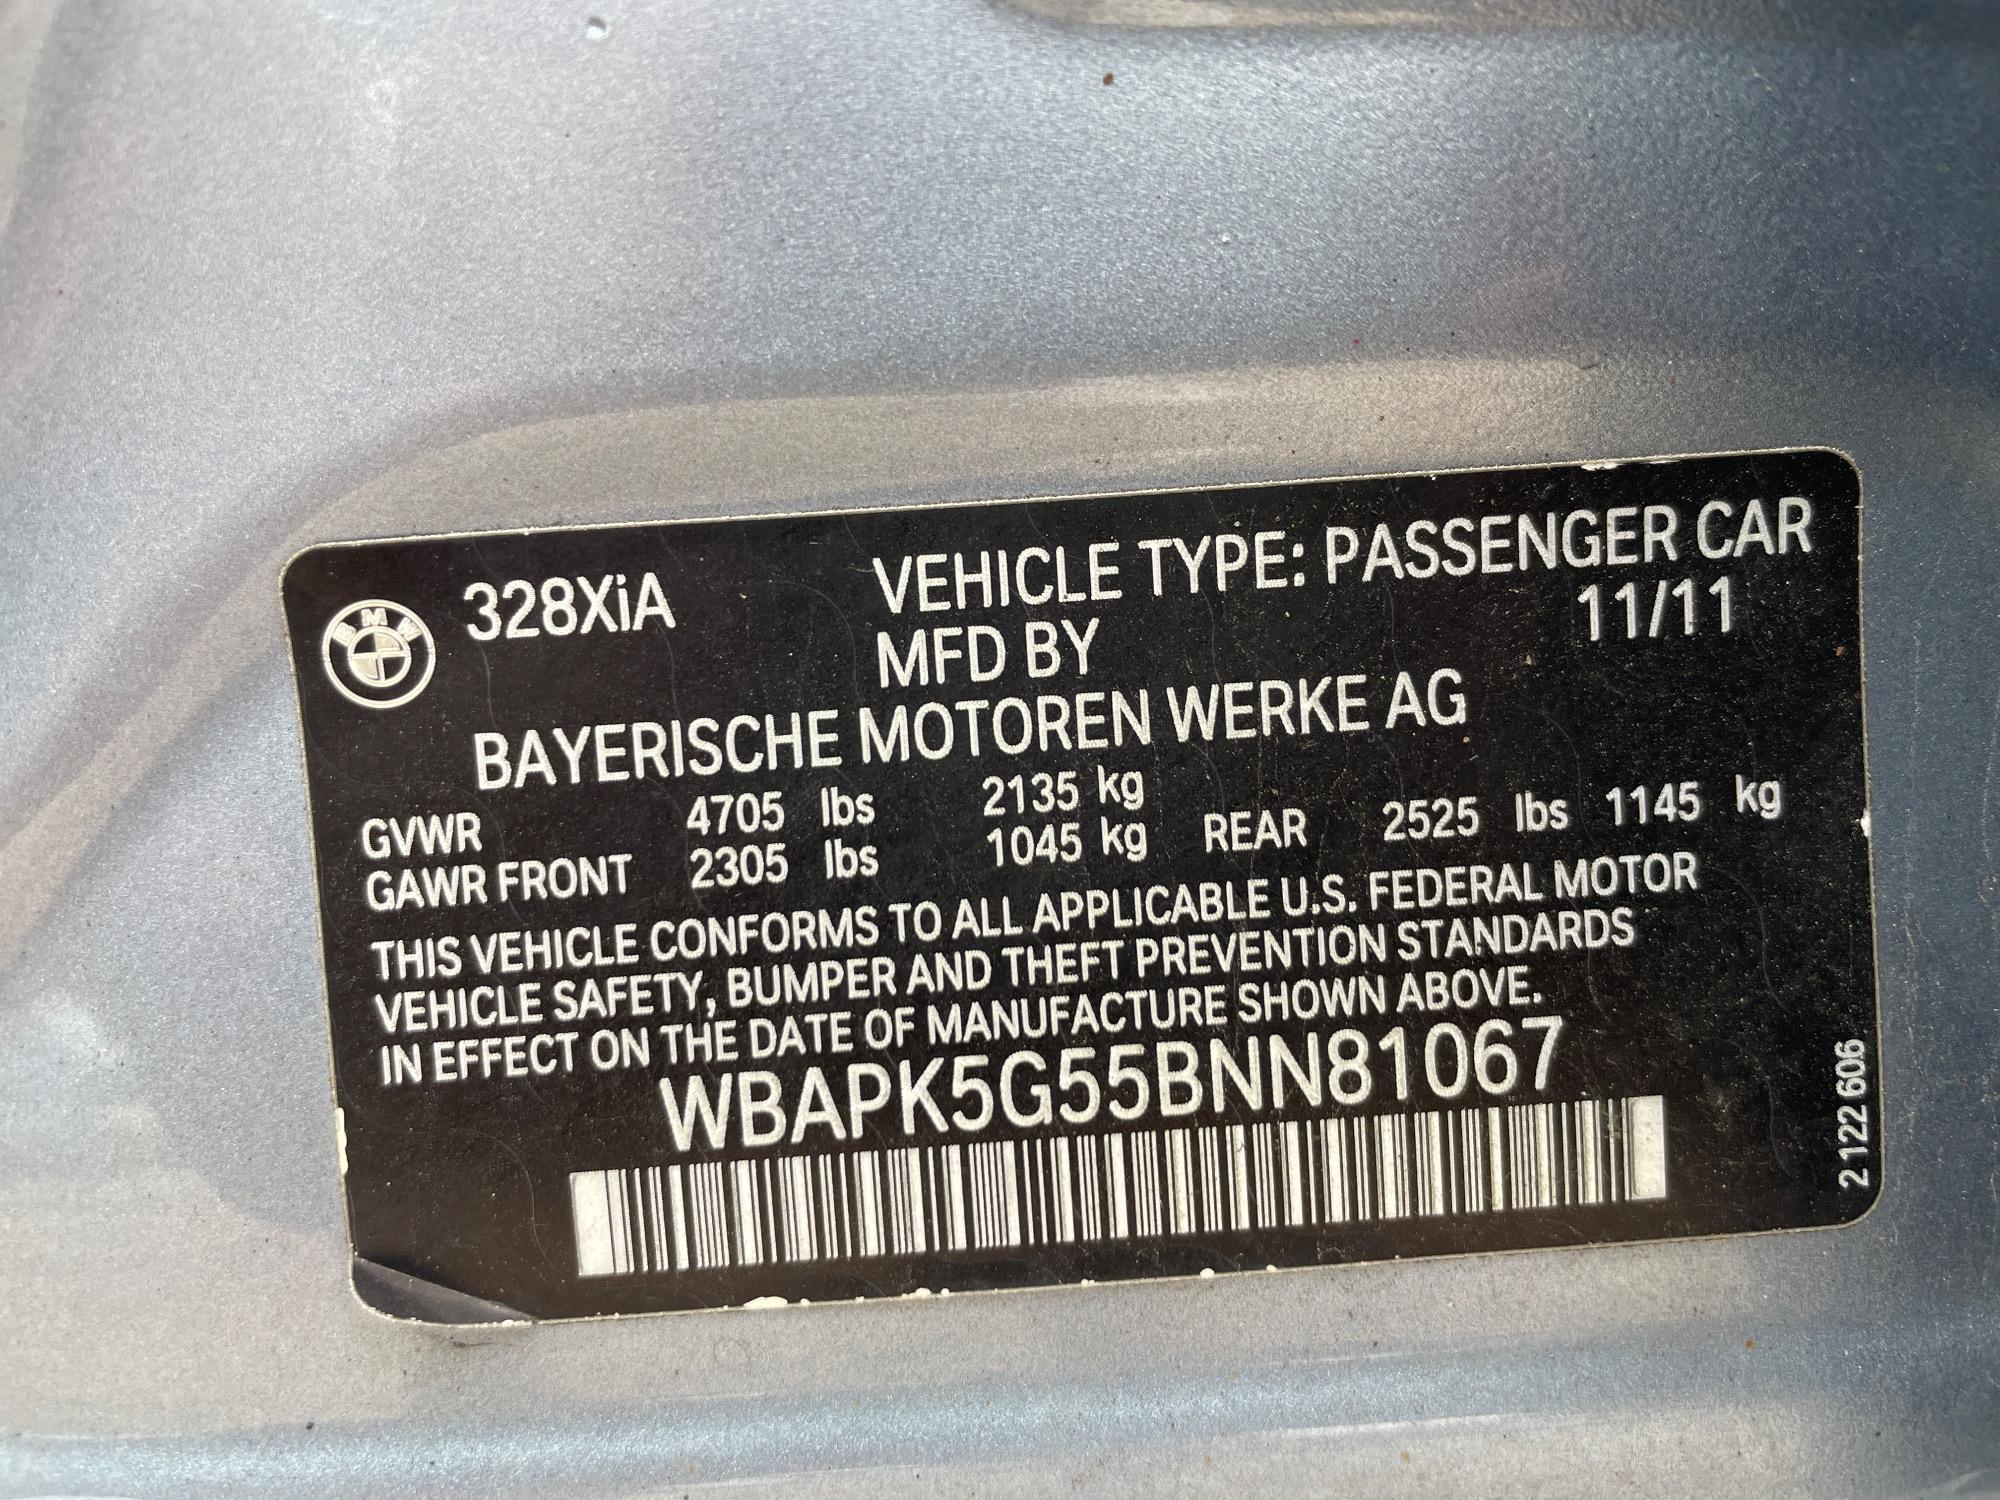 BMW
328XiA
VEHICLE TYPE: PASSENGER CAR
MFD BY 11/11
BAYERISCHE MOTOREN WERKE AG
GVWR 4705 lbs 2135 kg
GAWR FRONT 2305 lbs 1045 kg REAR 2525 lbs 1145 kg
THIS VEHICLE CONFORMS TO ALL APPLICABLE U.S. FEDERAL MOTOR
VEHICLE SAFETY, BUMPER AND THEFT PREVENTION STANDARDS
IN EFFECT ON THE DATE OF MANUFACTURE SHOWN ABOVE.
WBAPK5G55BNN81067
2 122 606